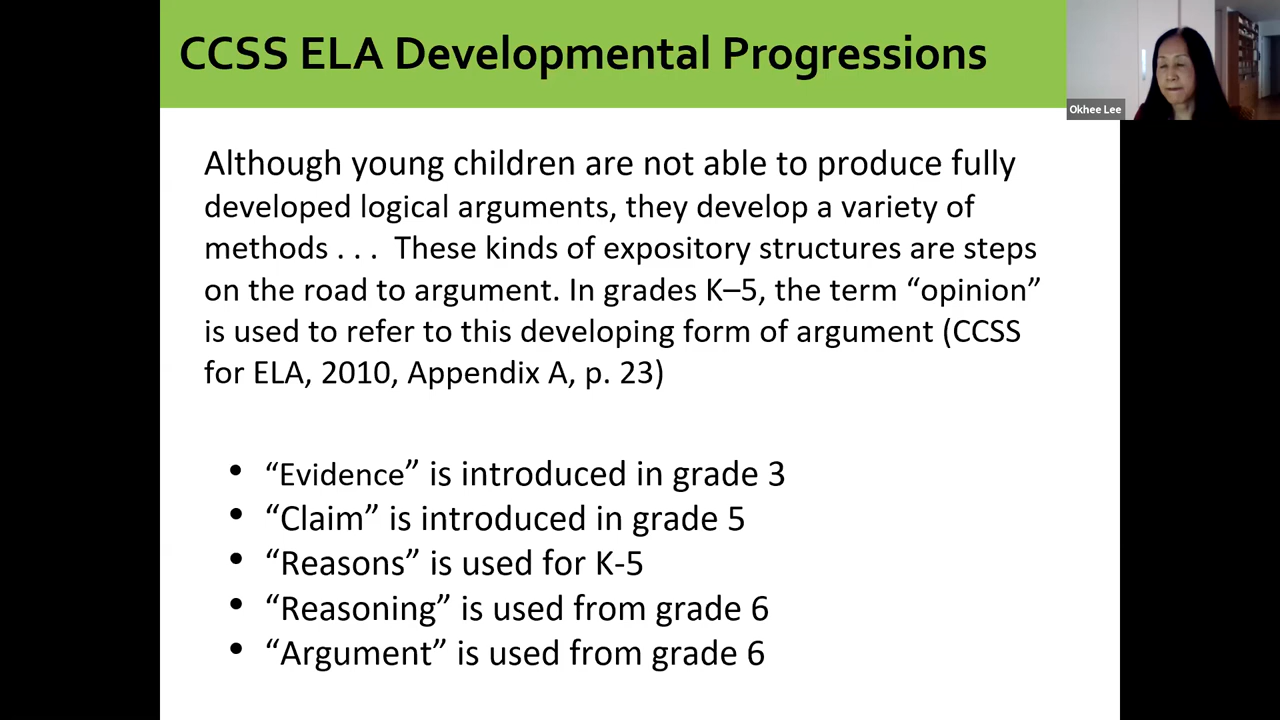 CCSS ELA Developmental Progressions
Okhee Lee
Although young children are not able to produce fully
developed logical arguments, they develop a variety of
methods . . .  These kinds of expository structures are steps
on the road to argument. In grades K–5, the term “opinion”
is used to refer to this developing form of argument (CCSS
for ELA, 2010, Appendix A, p. 23)
• “Evidence” is introduced in grade 3
• “Claim” is introduced in grade 5
• “Reasons” is used for K-5
• “Reasoning” is used from grade 6
• “Argument” is used from grade 6